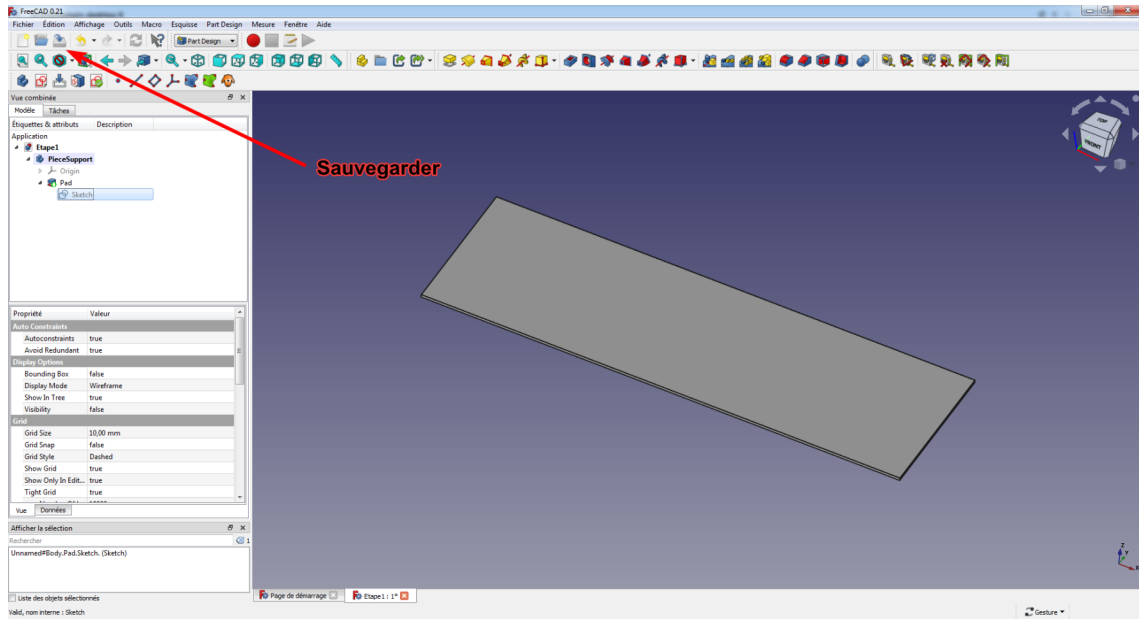 FreeCAD 0.21
Fichier Édition Affichage Outils Macro Esquisse Part Design Mesure Fenêtre Aide
Part Design
Vue combinée
Modèle Tâches
Étiquettes & attributs Description
Application
Etape1
PieceSupport
Origin
Pad
Sketch
Sauvegarder
TOP
FRONT
Propriété Valeur
Auto Constraints
Autoconstraints true
Avoid Redundant true
Display Options
Bounding Box false
Display Mode Wireframe
Show In Tree true
Visibility false
Grid
Grid Size 10,00 mm
Grid Snap false
Grid Style Dashed
Show Grid true
Show Only In Edit... true
Tight Grid true
Vue Données
Afficher la sélection
Rechercher 1
Unnamed#Body.Pad.Sketch. (Sketch)
Z
Y
X
Liste des objets sélectionnés
Page de démarrage Etape1 : 1*
Valid, nom interne : Sketch
Gesture